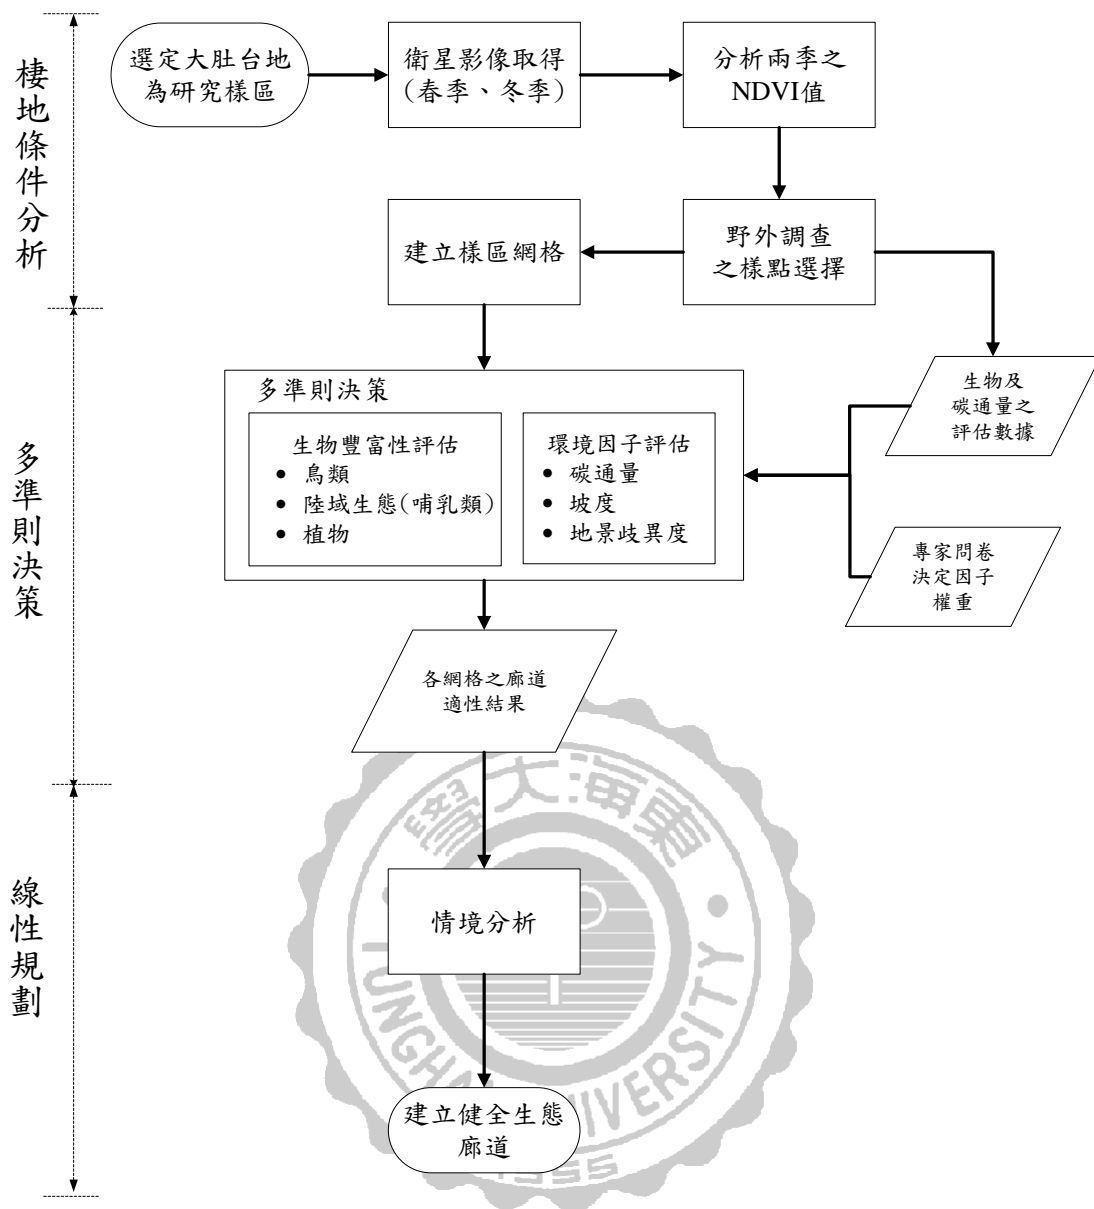 棲地條件分析
選定大肚台地
為研究樣區
衛星影像取得
(春季、冬季)
分析兩季之
NDVI值
建立樣區網格
野外調查
之樣點選擇
多準則決策
多準則決策
生物豐富性評估
• 鳥類
• 陸域生態(哺乳類)
• 植物
環境因子評估
• 碳通量
• 坡度
• 地景歧異度
生物及
碳通量之
評估數據
專家問卷
決定因子
權重
各網格之廊道
適性結果
線性規劃
情境分析
建立健全生態
廊道
學大海東
TUNGHAI UNIVERSITY
1955